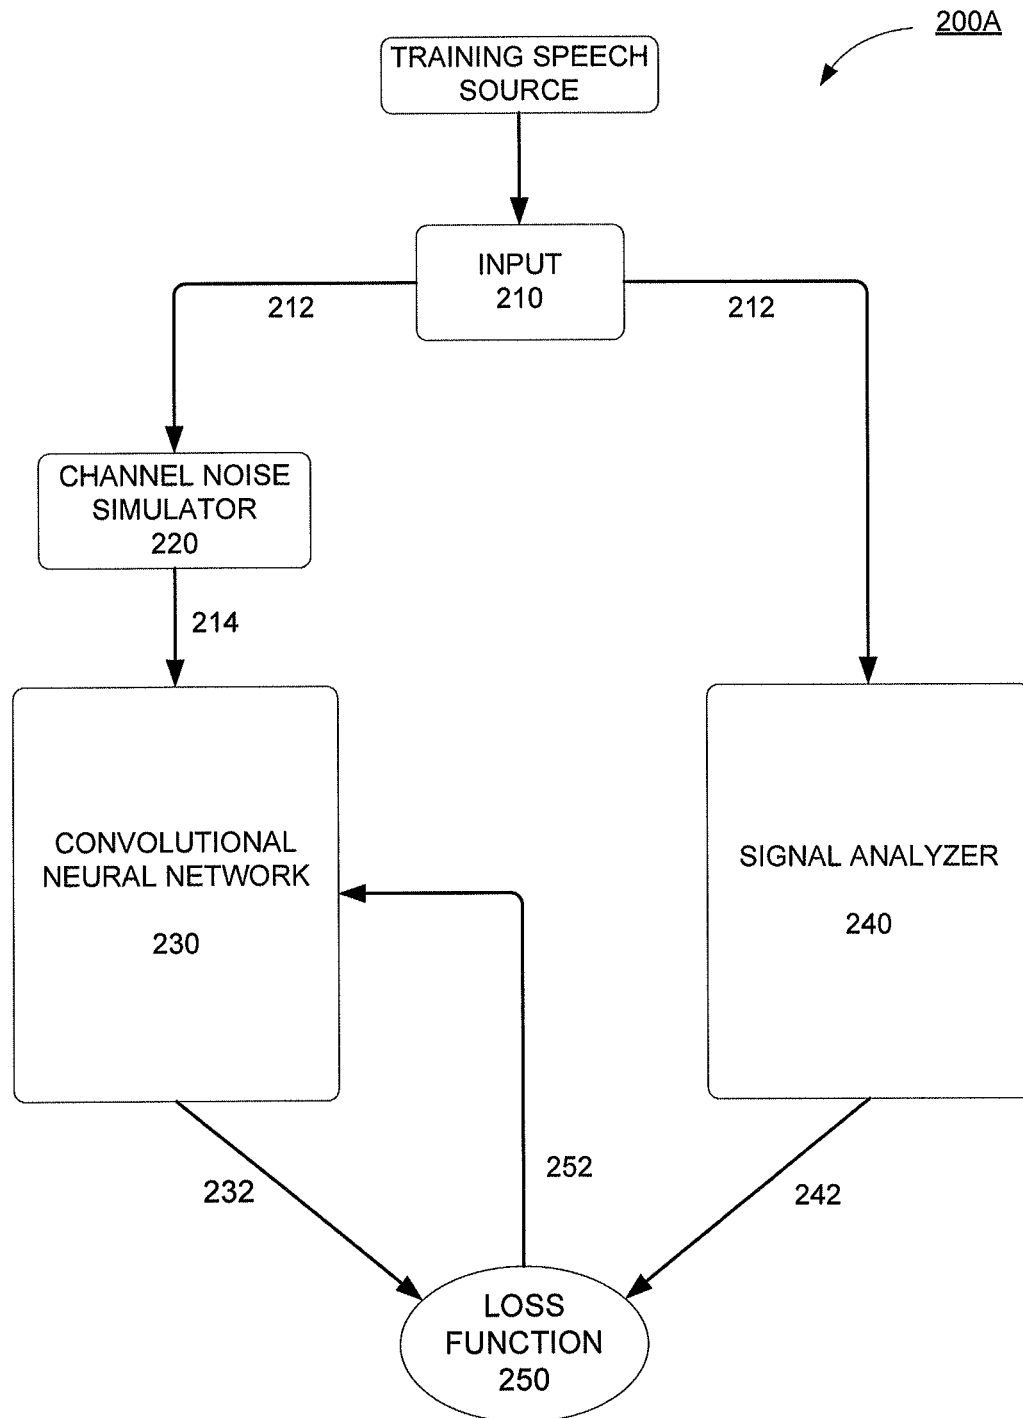 200A
TRAINING SPEECH
SOURCE
INPUT
210
212
212
CHANNEL NOISE
SIMULATOR
220
214
CONVOLUTIONAL
NEURAL NETWORK
230
SIGNAL ANALYZER
240
232
252
242
LOSS
FUNCTION
250